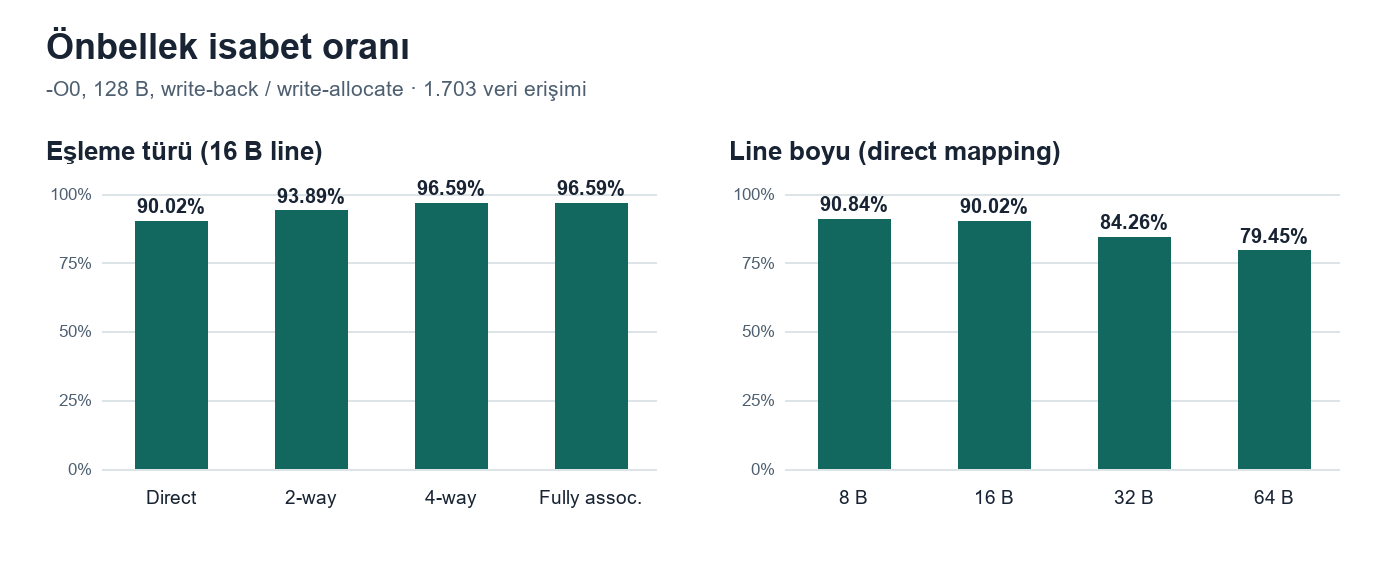 Önbellek isabet oranı
-O0, 128 B, write-back / write-allocate · 1.703 veri erişimi
Eşleme türü (16 B line)
100%
75%
50%
25%
0%
90.02%
93.89%
96.59%
96.59%
Direct
2-way
4-way
Fully assoc.
Line boyu (direct mapping)
100%
75%
50%
25%
0%
90.84%
90.02%
84.26%
79.45%
8 B
16 B
32 B
64 B